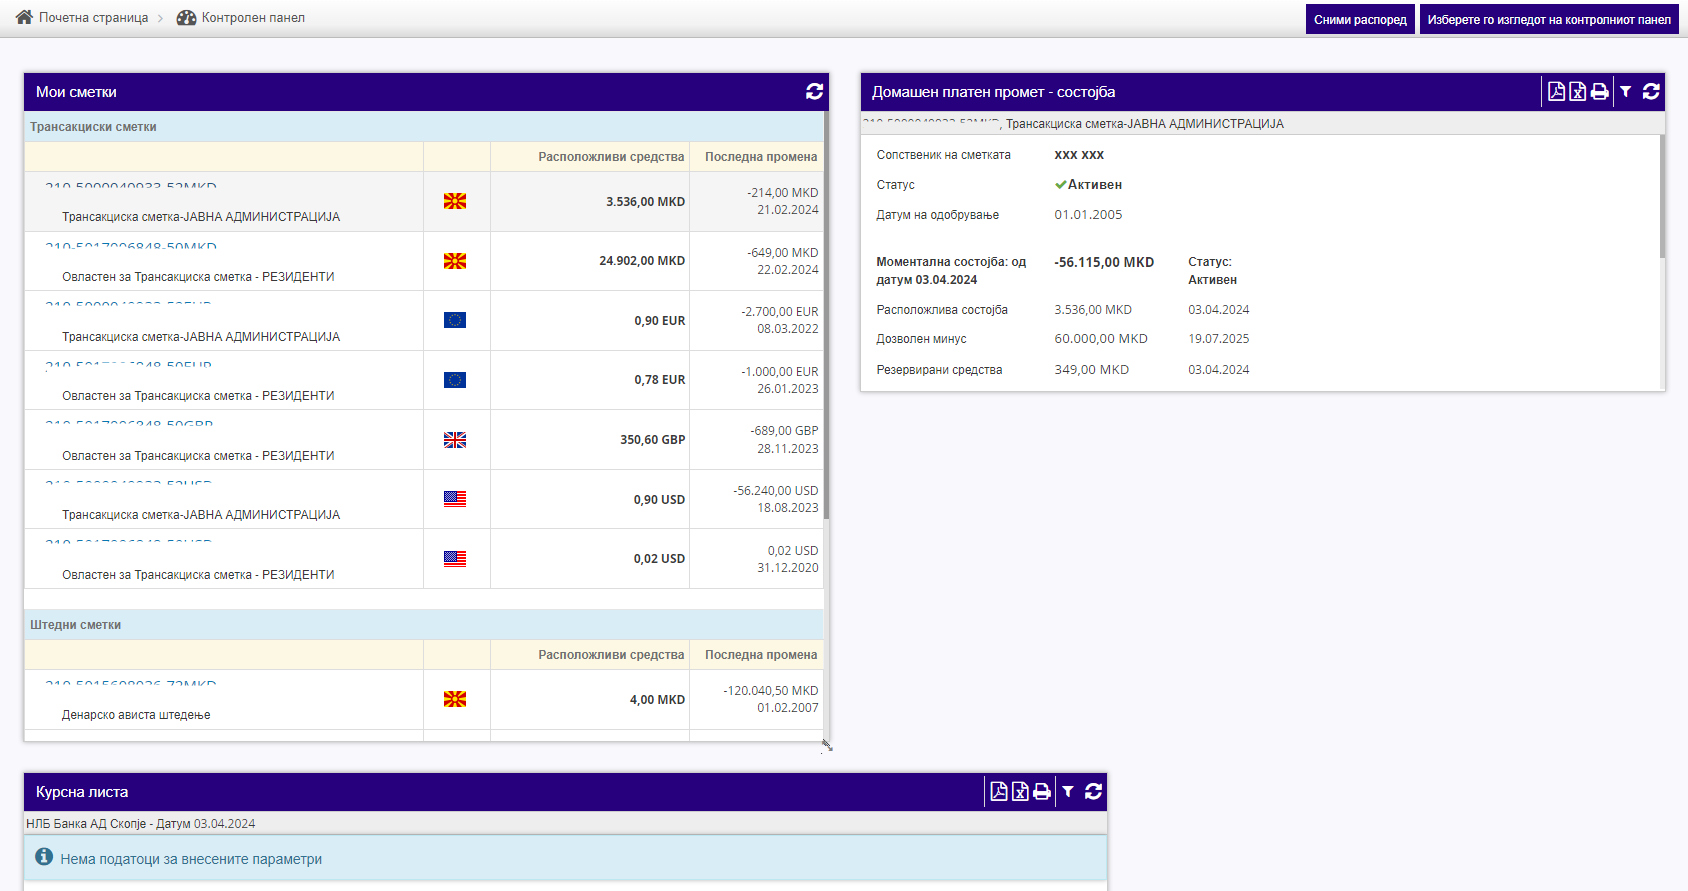 Почетна страница
Контролен панел
Сними распоред
Изберете го изгледот на контролниот панел
Мои сметки
Трансакциски сметки
Расположливи средства Последна промена
Трансакциска сметка-ЈАВНА АДМИНИСТРАЦИЈА
3.536,00 MKD
-214,00 MKD
21.02.2024
Овластен за Трансакциска сметка - РЕЗИДЕНТИ
24.902,00 MKD
-649,00 MKD
22.02.2024
Трансакциска сметка-ЈАВНА АДМИНИСТРАЦИЈА
0,90 EUR
-2.700,00 EUR
08.03.2022
Овластен за Трансакциска сметка - РЕЗИДЕНТИ
0,78 EUR
-1.000,00 EUR
26.01.2023
Овластен за Трансакциска сметка - РЕЗИДЕНТИ
350,60 GBP
-689,00 GBP
28.11.2023
Трансакциска сметка-ЈАВНА АДМИНИСТРАЦИЈА
0,90 USD
-56.240,00 USD
18.08.2023
Овластен за Трансакциска сметка - РЕЗИДЕНТИ
0,02 USD
0,02 USD
31.12.2020
Штедни сметки
Расположливи средства Последна промена
Денарско ависта штедење
4,00 MKD
-120.040,50 MKD
01.02.2007
Домашен платен промет - состојба
Трансакциска сметка-ЈАВНА АДМИНИСТРАЦИЈА
Сопственик на сметката XXX XXX
Статус Активен
Датум на одобрување 01.01.2005
Моментална состојба: од датум 03.04.2024 -56.115,00 MKD Статус: Активен
Расположлива состојба 3.536,00 MKD 03.04.2024
Дозволен минус 60.000,00 MKD 19.07.2025
Резервирани средства 349,00 MKD 03.04.2024
Курсна листа
НЛБ Банка АД Скопје - Датум 03.04.2024
Нема податоци за внесените параметри